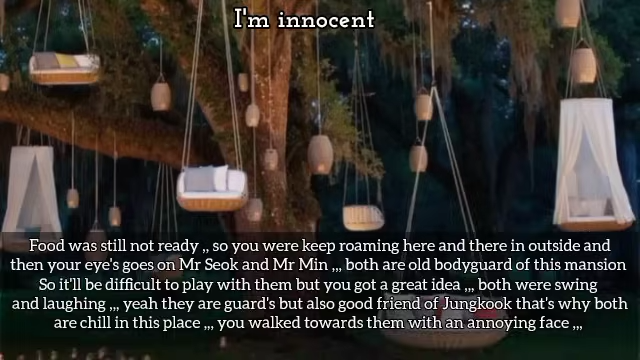 I'm innocent
Food was still not ready ,, so you were keep roaming here and there in outside and
then your eye's goes on Mr Seok and Mr Min ,,, both are old bodyguard of this mansion
So it'll be difficult to play with them but you got a great idea ,,, both were swing
and laughing ,,, yeah they are guard's but also good friend of Jungkook that's why both
are chill in this place ,,, you walked towards them with an annoying face ,,,